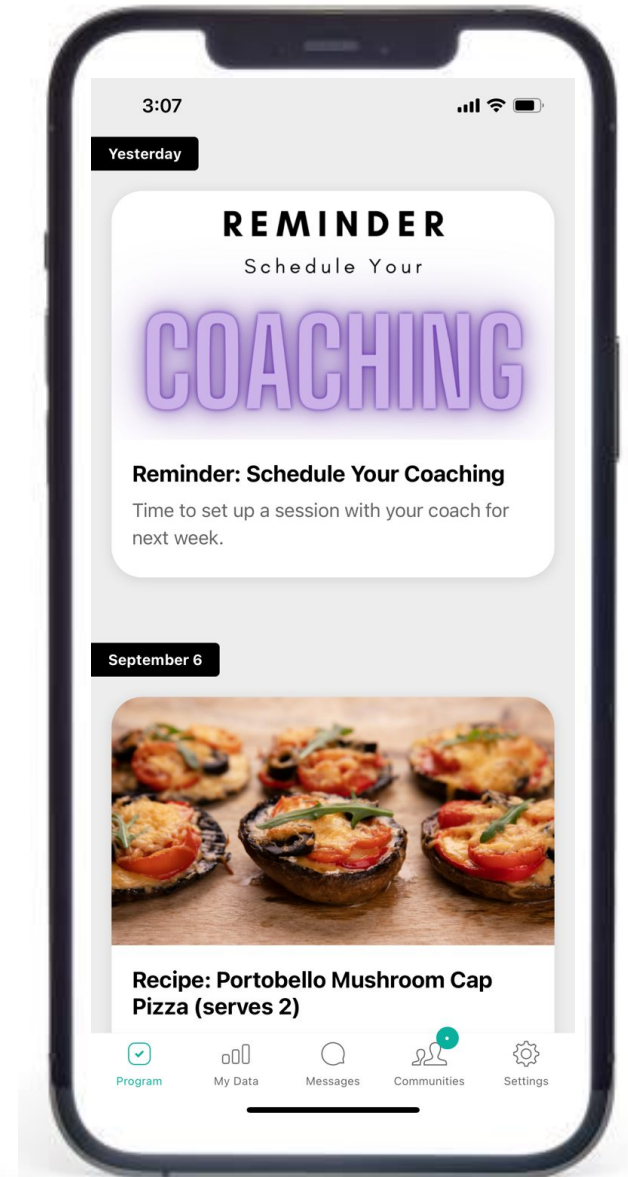 3:07
Yesterday
REMINDER
Schedule Your
COACHING
Reminder: Schedule Your Coaching
Time to set up a session with your coach for
next week.
September 6
Recipe: Portobello Mushroom Cap
Pizza (serves 2)
Program My Data Messages Communities Settings